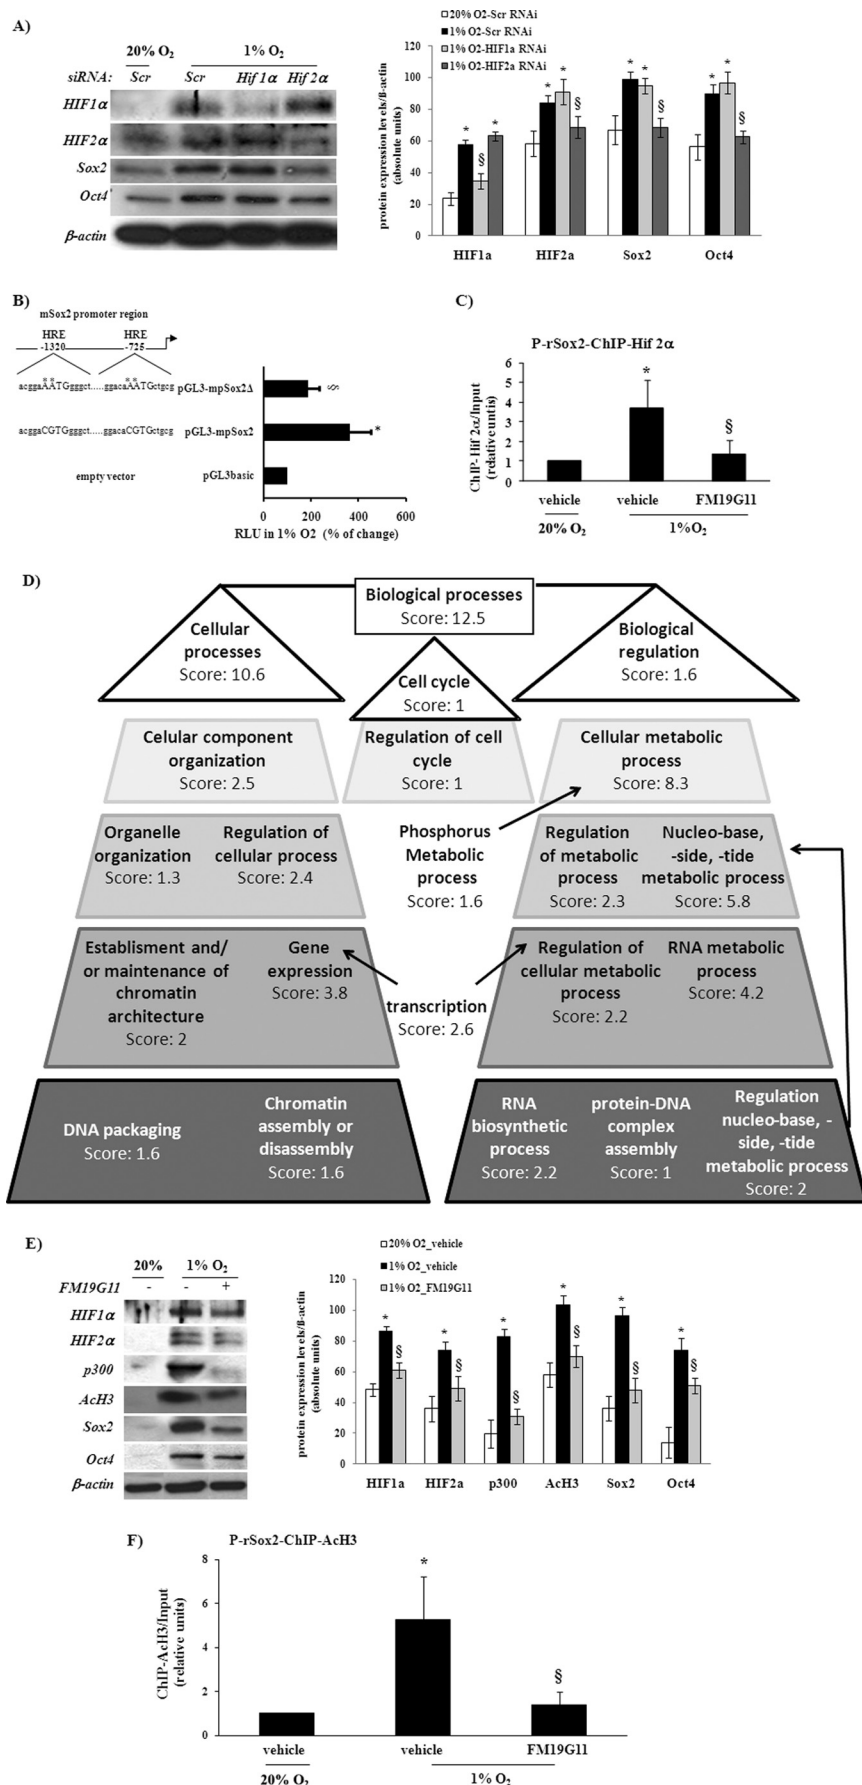 A)
20% O2
1% O2
siRNA: Scr Scr Hif 1α Hif 2α
HIF1α
HIF2α
Sox2
Oct4
β-actin
20% O2-Scr RNAi
1% O2-Scr RNAi
1% O2-HIF1a RNAi
1% O2-HIF2a RNAi
protein expression levels/ß-actin
(absolute units)
120
100
80
60
40
20
0
* § *
* * §
* * §
* * §
HIF1a HIF2a Sox2 Oct4
B)
mSox2 promoter region
HRE HRE
-1320 -725
** **
acggaAATGggct.....ggacaAATGctgcg pGL3-mpSox2Δ
§
acggaCGTGggct.....ggacaCGTGctgcg pGL3-mpSox2
*
empty vector pGL3basic
0 200 400 600
RLU in 1% O2 (% of change)
C)
P-rSox2-ChIP-Hif 2α
ChIP-Hif 2α/Input
(relative untis)
6
5
4
3
2
1
0
*
§
vehicle vehicle FM19G11
20% O2 1%O2
D)
Biological processes
Score: 12.5
Cellular
processes
Score: 10.6
Cell cycle
Score: 1
Biological
regulation
Score: 1.6
Celular component
organization
Score: 2.5
Regulation of cell
cycle
Score: 1
Cellular metabolic
process
Score: 8.3
Organelle
organization
Score: 1.3
Regulation of
cellular process
Score: 2.4
Phosphorus
Metabolic
process
Score: 1.6
Regulation
of metabolic
process
Score: 2.3
Nucleo-base,
-side, -tide
metabolic process
Score: 5.8
Establisment and/
or maintenance of
chromatin
architecture
Score: 2
Gene
expression
Score: 3.8
transcription
Score: 2.6
Regulation of
cellular metabolic
process
Score: 2.2
RNA metabolic
process
Score: 4.2
DNA packaging
Score: 1.6
Chromatin
assembly or
disassembly
Score: 1.6
RNA
biosynthetic
process
Score: 2.2
protein-DNA
complex
assembly
Score: 1
Regulation
nucleo-base, -
side, -tide
metabolic process
Score: 2
E)
20% 1% O2
FM19G11 - - +
HIF1α
HIF2α
p300
AcH3
Sox2
Oct4
β-actin
20% O2_vehicle
1% O2_vehicle
1% O2_FM19G11
protein expression levels/ß-actin
(absolute units)
120
100
80
60
40
20
0
* §
* §
* §
* §
* §
* §
HIF1a HIF2a p300 AcH3 Sox2 Oct4
F)
P-rSox2-ChIP-AcH3
ChIP-AcH3/Input
(relative units)
8
6
4
2
0
*
§
vehicle vehicle FM19G11
20% O2 1% O2